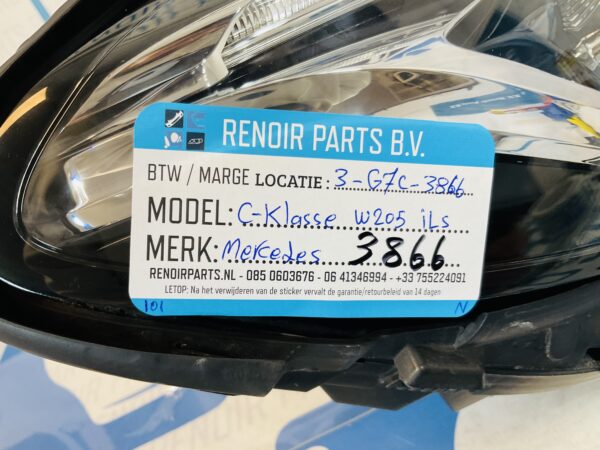 RENOIR PARTS B.V.
BTW / MARGE LOCATIE : 3-G7C-3866
MODEL: C-Klasse W205 iLs
MERK: Mercedes 3866
RENOIRPARTS.NL - 085 0603676 - 06 41346994 - +33 755224091
LETOP: Na het verwijderen van de sticker vervalt de garantie/retourbeleid van 14 dagen
101 N
RENOIR